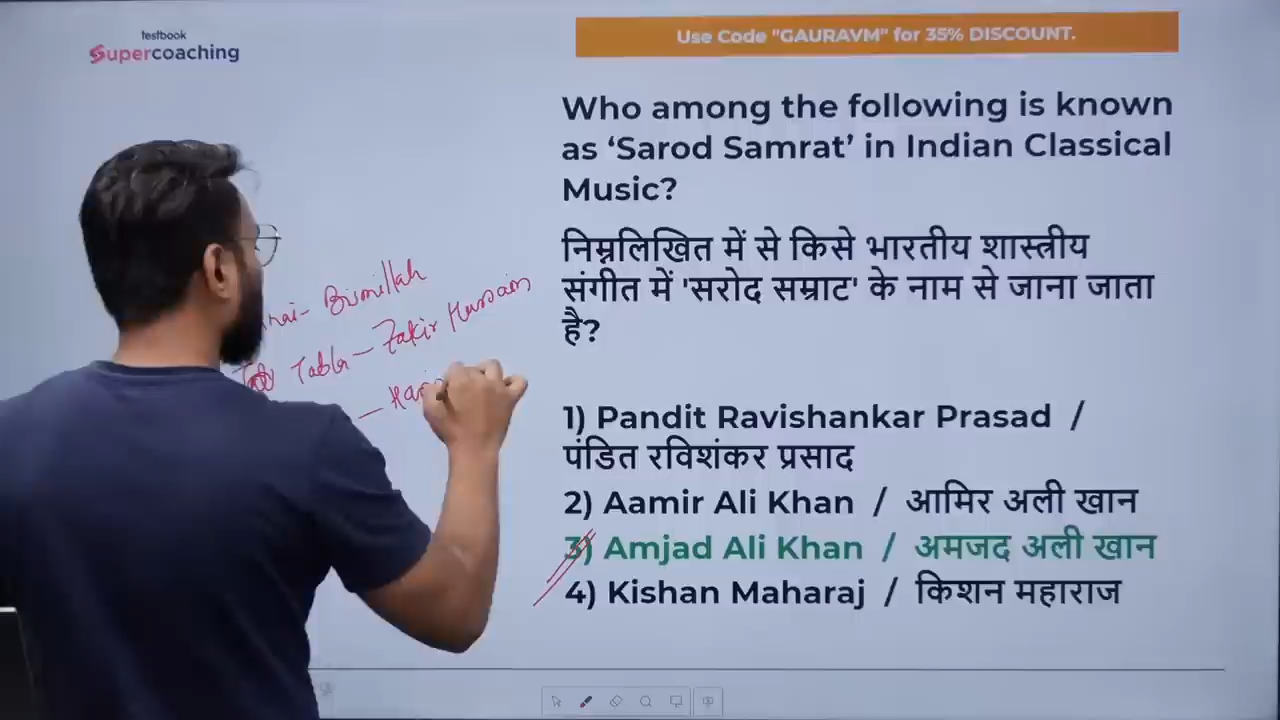 testbook
Supercoaching
Use Code "GAURAVM" for 35% DISCOUNT.
Who among the following is known
as ‘Sarod Samrat’ in Indian Classical
Music?
निम्नलिखित में से किसे भारतीय शास्त्रीय
संगीत में 'सरोद सम्राट' के नाम से जाना जाता
है?
nai- Bismillah
Tabla - Zakir Hussain
- Hari
1) Pandit Ravishankar Prasad /
पंडित रविशंकर प्रसाद
2) Aamir Ali Khan / आमिर अली खान
3) Amjad Ali Khan / अमजद अली खान
4) Kishan Maharaj / किशन महाराज